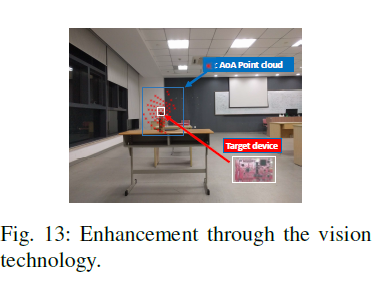 : AoA Point cloud
Target device
Fig. 13: Enhancement through the vision
technology.